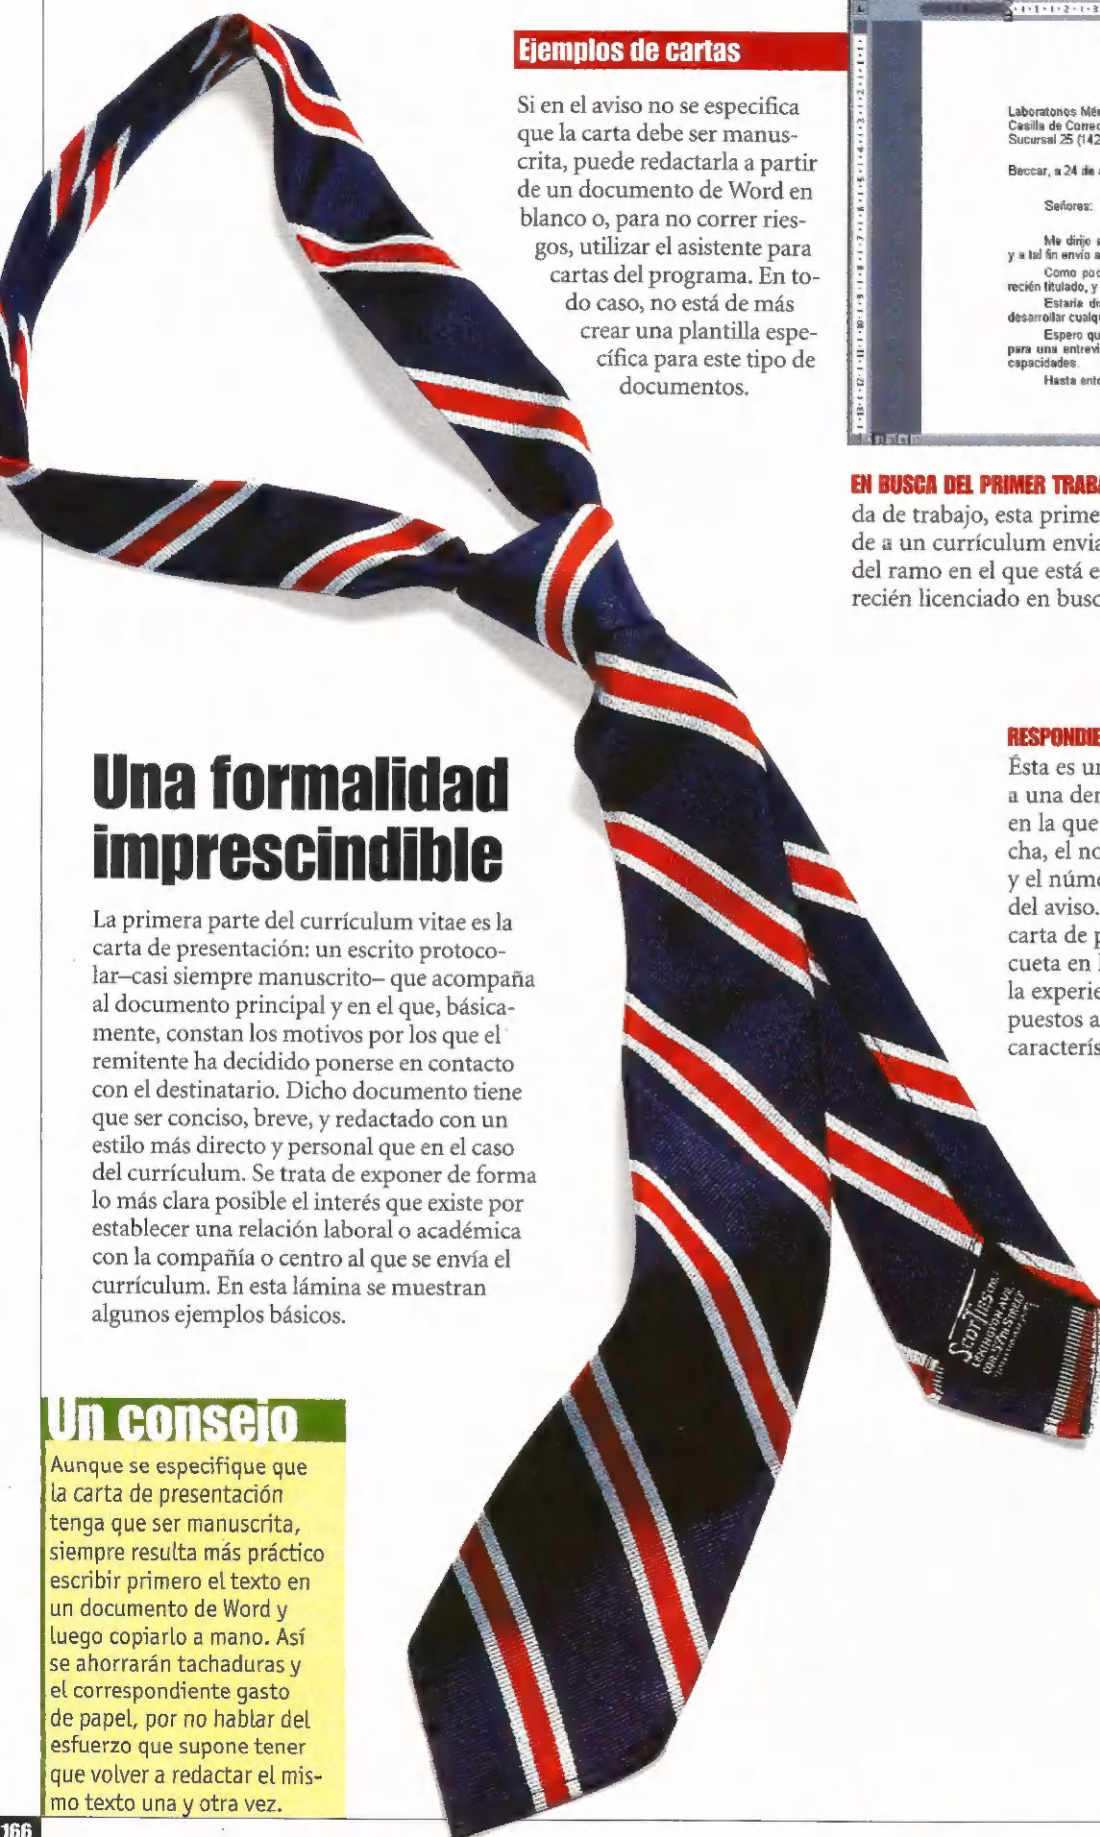 Ejemplos de cartas
Si en el aviso no se especifica
que la carta debe ser manus-
crita, puede redactarla a partir
de un documento de Word en
blanco o, para no correr ries-
gos, utilizar el asistente para
cartas del programa. En to-
do caso, no está de más
crear una plantilla espe-
cífica para este tipo de
documentos.
Casilla de
Sucursal 25
Beccar, a 24 de
Señores:
Me dirijo
y a tal fin envío
Como
recién titulado, y
Estaría
desarrollar
Espero
para una
capacidades
Hasta
EN BUSCA DEL PRIMER
da de trabajo, esta
de a un currículum
del ramo en el que está
recién licenciado en
Una formalidad
imprescindible
La primera parte del currículum vitae es la
carta de presentación: un escrito protoco-
lar–casi siempre manuscrito– que acompaña
al documento principal y en el que, básica-
mente, constan los motivos por los que el
remitente ha decidido ponerse en contacto
con el destinatario. Dicho documento tiene
que ser conciso, breve, y redactado con un
estilo más directo y personal que en el caso
del currículum. Se trata de exponer de forma
lo más clara posible el interés que existe por
establecer una relación laboral o académica
con la compañía o centro al que se envía el
currículum. En esta lámina se muestran
algunos ejemplos básicos.
Ésta es
a una
en la que
cha, el
y el
del aviso.
carta de
cueta en
la
puestos
LEXINGTON AVE.
STREET
Un consejo
Aunque se especifique que
la carta de presentación
tenga que ser manuscrita,
siempre resulta más práctico
escribir primero el texto en
un documento de Word y
luego copiarlo a mano. Así
se ahorrarán tachaduras y
el correspondiente gasto
de papel, por no hablar del
esfuerzo que supone tener
que volver a redactar el mis-
mo texto una y otra vez.
166